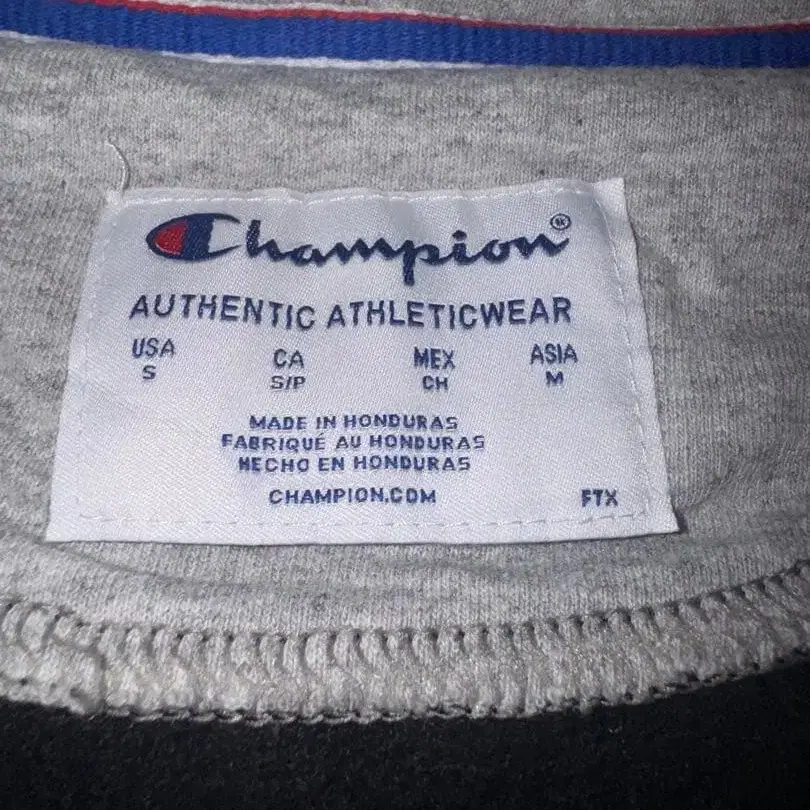 Champion®
AUTHENTIC ATHLETICWEAR
USA CA MEX ASIA
S S/P CH M
MADE IN HONDURAS
FABRIQUÉ AU HONDURAS
HECHO EN HONDURAS
CHAMPION.COM FTX